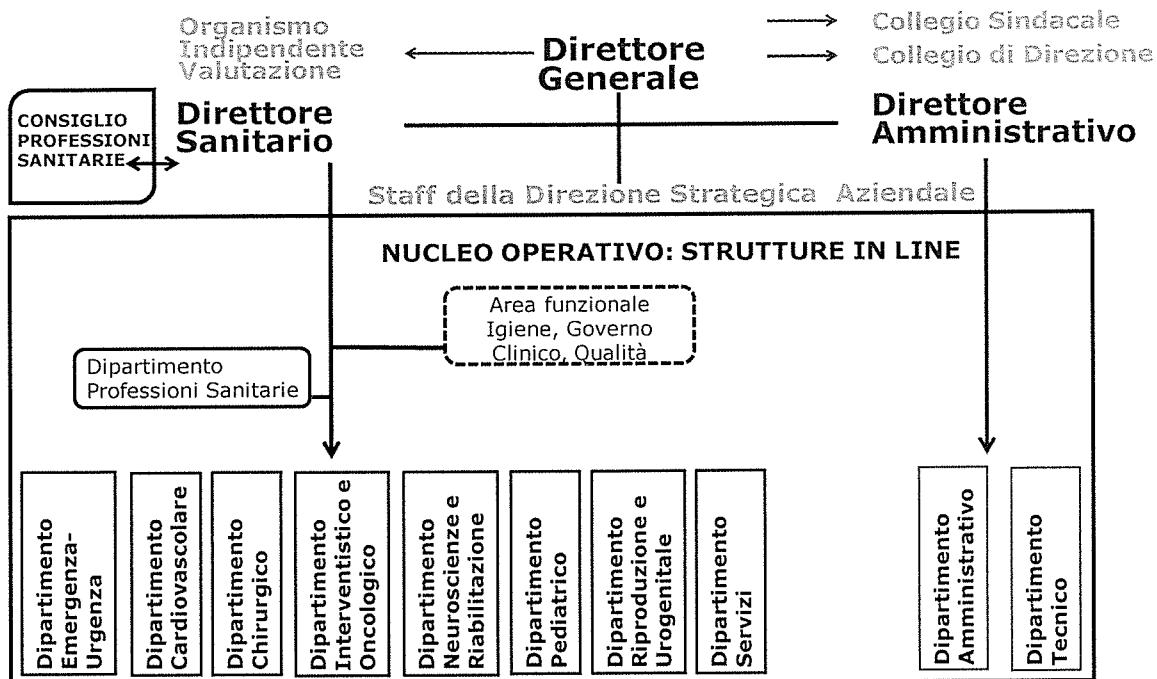 Organismo
Indipendente
Valutazione
Direttore
Generale
Collegio Sindacale
Collegio di Direzione
CONSIGLIO
PROFESSIONI
SANITARIE
Direttore
Sanitario
Direttore
Amministrativo
Staff della Direzione Strategica Aziendale
NUCLEO OPERATIVO: STRUTTURE IN LINE
Area funzionale
Igiene, Governo
Clinico, Qualità
Dipartimento
Professioni Sanitarie
Dipartimento
Emergenza-
Urgenza
Dipartimento
Cardiovascolare
Dipartimento
Chirurgico
Dipartimento
Interventistico e
Oncologico
Dipartimento
Neuroscienze e
Riabilitazione
Dipartimento
Pediatrico
Dipartimento
Riproduzione e
Urogenitale
Dipartimento
Servizi
Dipartimento
Amministrativo
Dipartimento
Tecnico